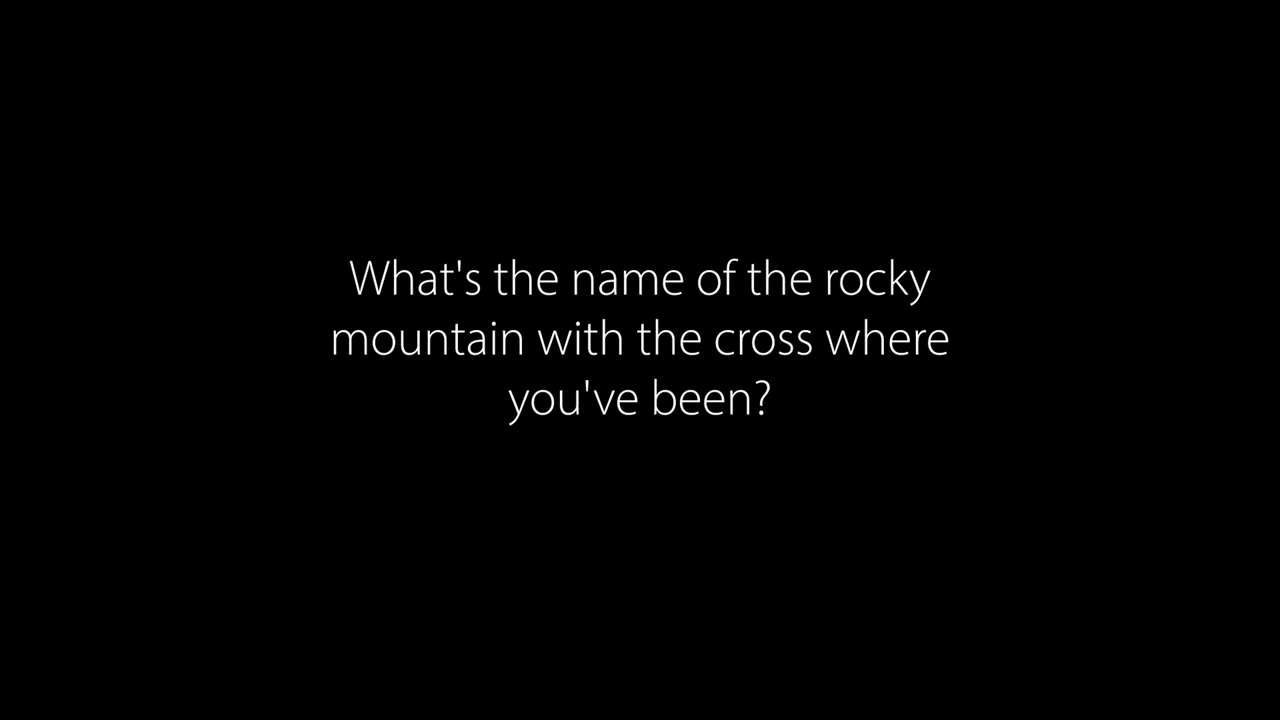 What's the name of the rocky
mountain with the cross where
you've been?